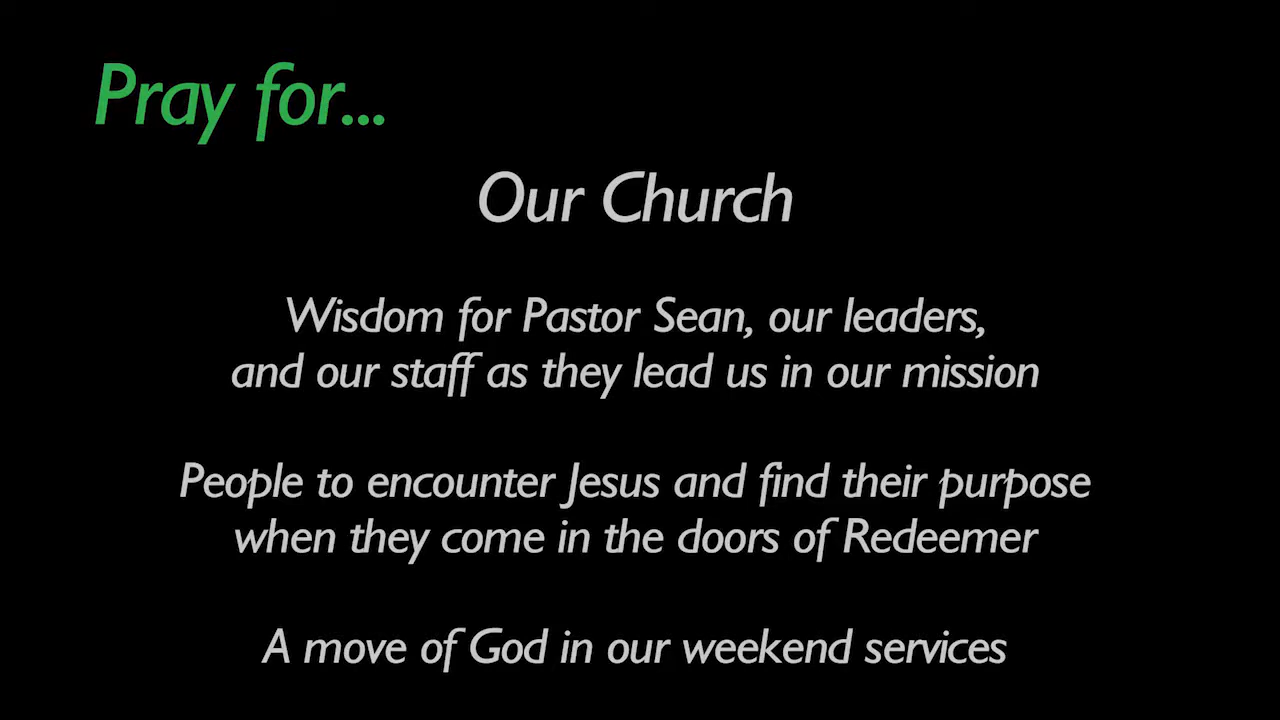 Pray for...
Our Church
Wisdom for Pastor Sean, our leaders,
and our staff as they lead us in our mission
People to encounter Jesus and find their purpose
when they come in the doors of Redeemer
A move of God in our weekend services